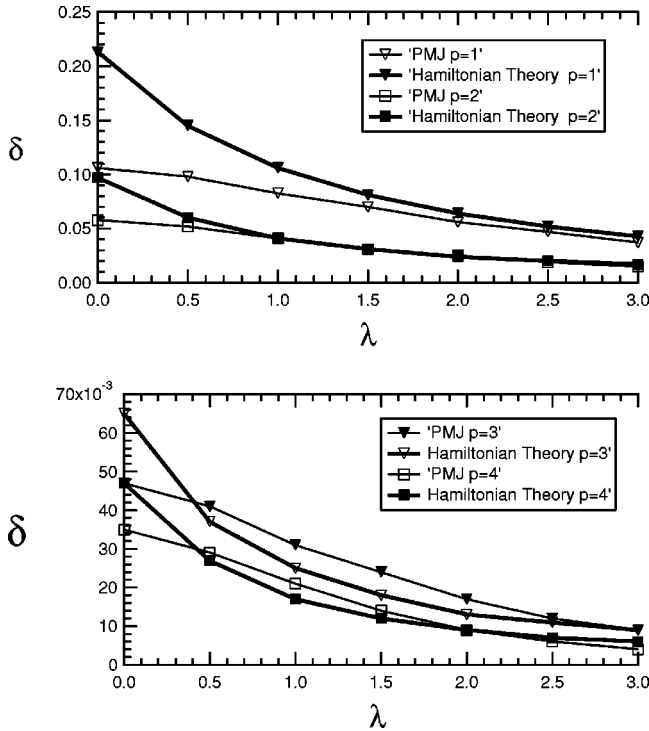 0.25
0.20
0.15
0.10
0.05
0.00
δ
'PMJ p=1'
'Hamiltonian Theory p=1'
'PMJ p=2'
'Hamiltonian Theory p=2'
0.0 0.5 1.0 1.5 2.0 2.5 3.0
λ
70x10-3
60
50
40
30
20
10
0
δ
'PMJ p=3'
Hamiltonian Theory p=3'
'PMJ p=4'
Hamiltonian Theory p=4'
0.0 0.5 1.0 1.5 2.0 2.5 3.0
λ